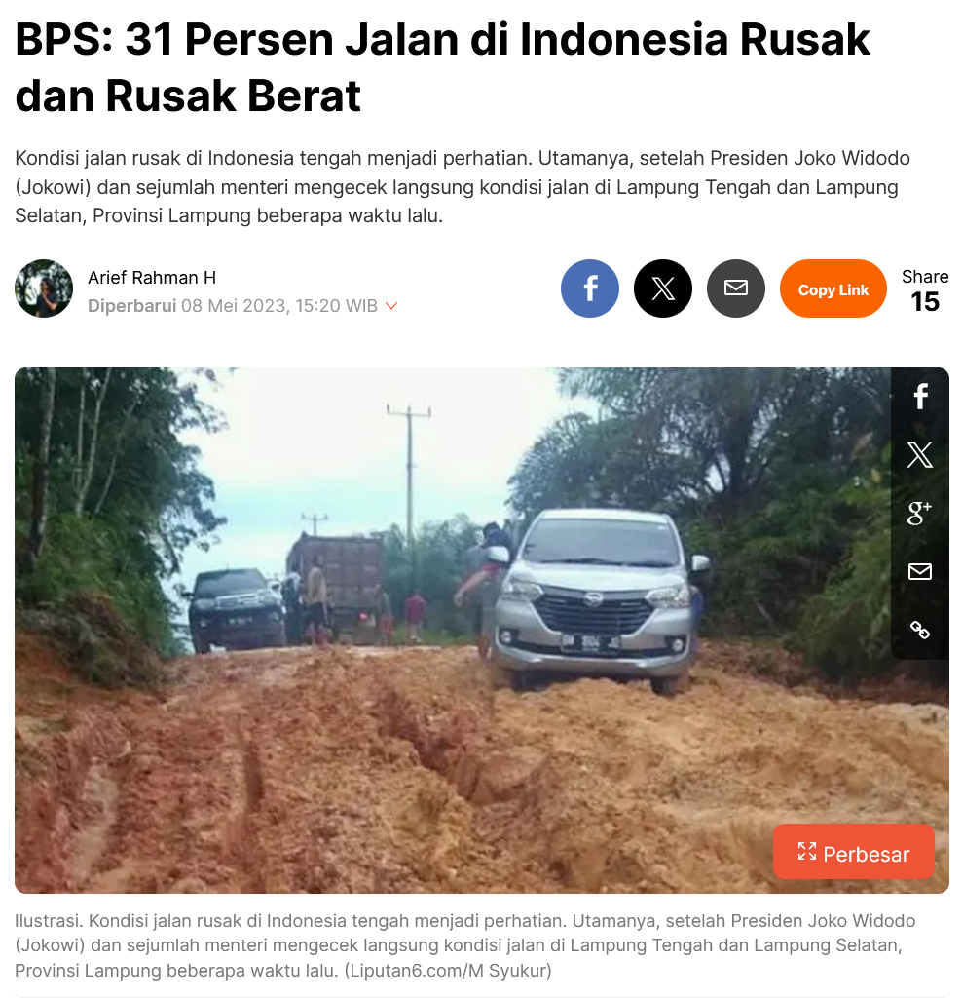 BPS: 31 Persen Jalan di Indonesia Rusak
dan Rusak Berat
Kondisi jalan rusak di Indonesia tengah menjadi perhatian. Utamanya, setelah Presiden Joko Widodo
(Jokowi) dan sejumlah menteri mengecek langsung kondisi jalan di Lampung Tengah dan Lampung
Selatan, Provinsi Lampung beberapa waktu lalu.
Arief Rahman H
Diperbarui 08 Mei 2023, 15:20 WIB
Copy Link
Share
15
Perbesar
Ilustrasi. Kondisi jalan rusak di Indonesia tengah menjadi perhatian. Utamanya, setelah Presiden Joko Widodo
(Jokowi) dan sejumlah menteri mengecek langsung kondisi jalan di Lampung Tengah dan Lampung Selatan,
Provinsi Lampung beberapa waktu lalu. (Liputan6.com/M Syukur)